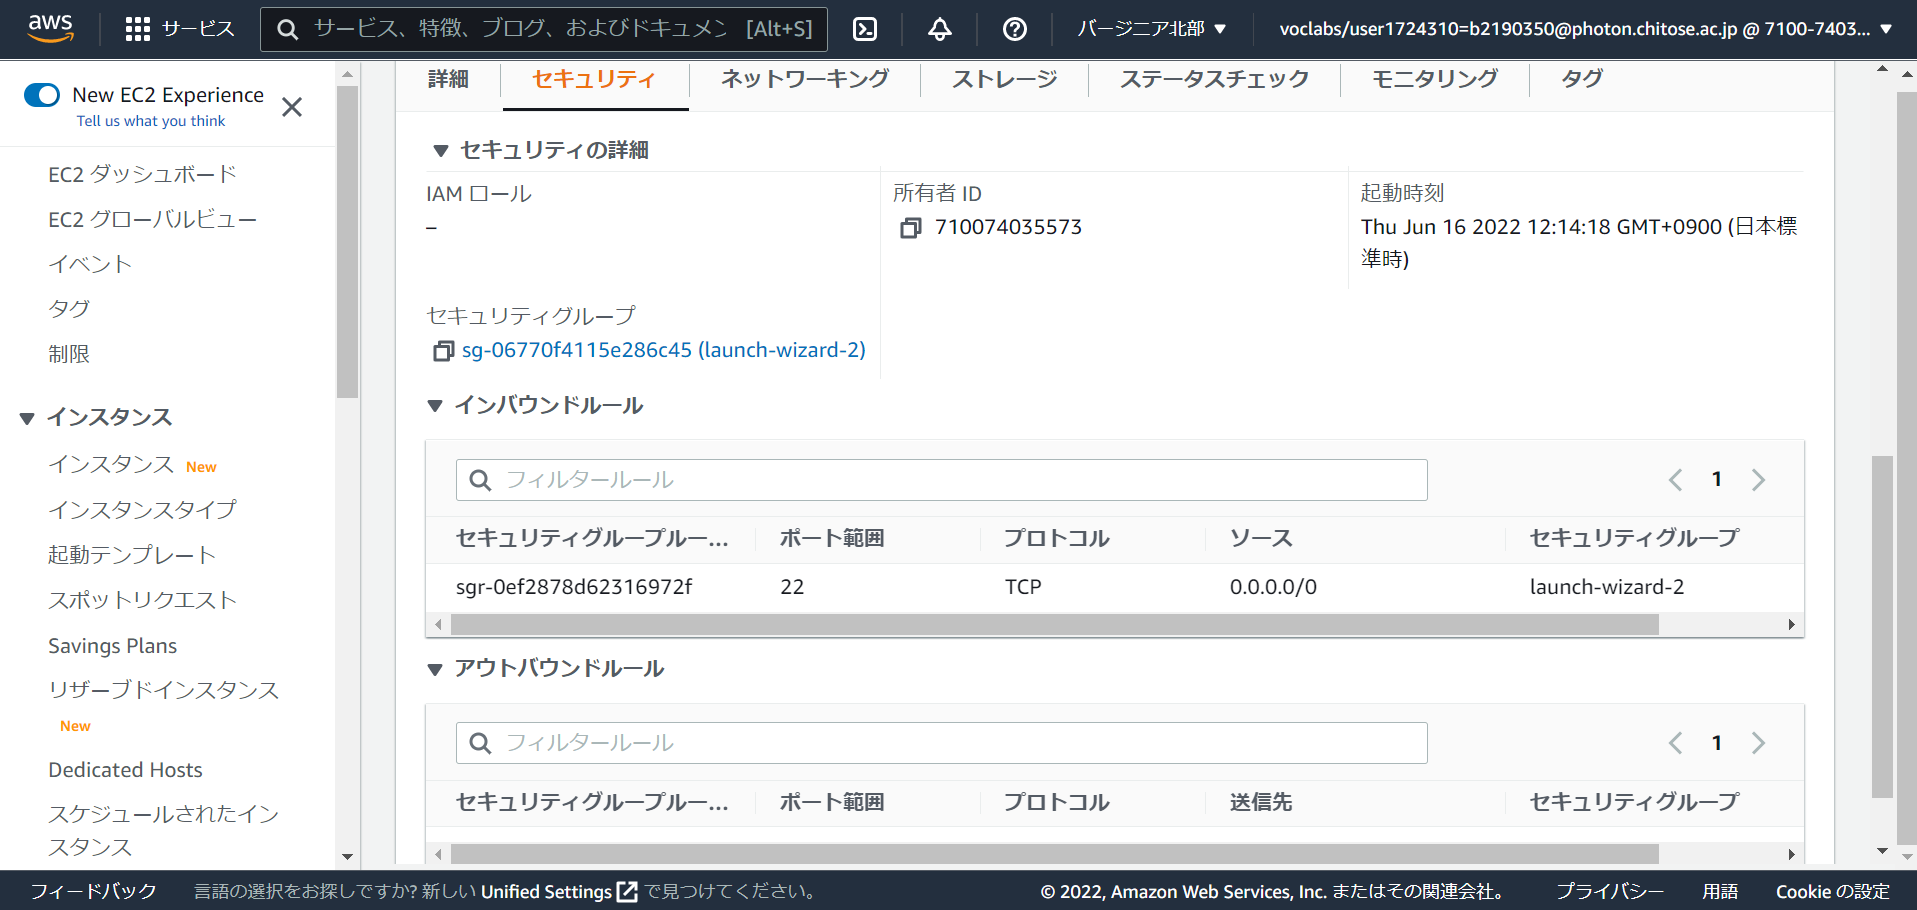 aws
サービス
サービス、特徴、ブログ、およびドキュメン [Alt+S]
バージニア北部
voclabs/user1724310=b2190350@photon.chitose.ac.jp @ 7100-7403...
New EC2 Experience
Tell us what you think
EC2 ダッシュボード
EC2 グローバルビュー
イベント
タグ
制限
インスタンス
インスタンス New
インスタンスタイプ
起動テンプレート
スポットリクエスト
Savings Plans
リザーブドインスタンス
New
Dedicated Hosts
スケジュールされたイン
スタンス
詳細 セキュリティ ネットワーキング ストレージ ステータスチェック モニタリング タグ
セキュリティの詳細
IAM ロール
–
所有者 ID
710074035573
起動時刻
Thu Jun 16 2022 12:14:18 GMT+0900 (日本標
準時)
セキュリティグループ
sg-06770f4115e286c45 (launch-wizard-2)
インバウンドルール
フィルタールール
1
セキュリティグループルー... ポート範囲 プロトコル ソース セキュリティグループ
sgr-0ef2878d62316972f 22 TCP 0.0.0.0/0 launch-wizard-2
アウトバウンドルール
フィルタールール
1
セキュリティグループルー... ポート範囲 プロトコル 送信先 セキュリティグループ
フィードバック 言語の選択をお探しですか? 新しい Unified Settings で見つけてください。
© 2022, Amazon Web Services, Inc. またはその関連会社。 プライバシー 用語 Cookie の設定